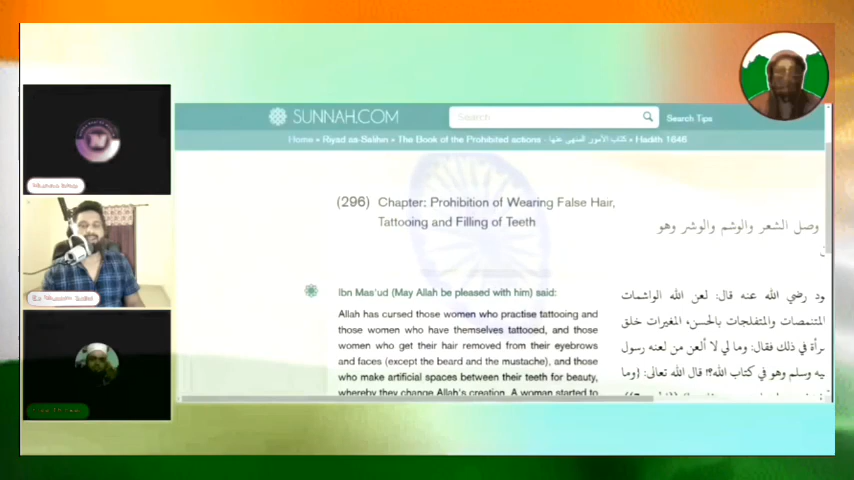 SUNNAH.COM
Search
Search Tips
Home » Riyad as-Salihin » The Book of the Prohibited actions - كتاب الأمور المنهي عنها » Hadith 1646
(296) Chapter: Prohibition of Wearing False Hair,
Tattooing and Filling of Teeth
وصل الشعر والوشم والوشر وهو
Ibn Mas'ud (May Allah be pleased with him) said:
Allah has cursed those women who practise tattooing and
those women who have themselves tattooed, and those
women who get their hair removed from their eyebrows
and faces (except the beard and the mustache), and those
who make artificial spaces between their teeth for beauty,
whereby they change Allah's creation. A woman started to
ود رضي الله عنه قال: لعن الله الواشمات
المتنمصات والمتفلجات بالحسن، المغيرات خلق
رأة في ذلك فقال: وما لي لا ألعن من لعنه رسول
يه وسلم وهو في كتاب الله؟! قال الله تعالى: {وما